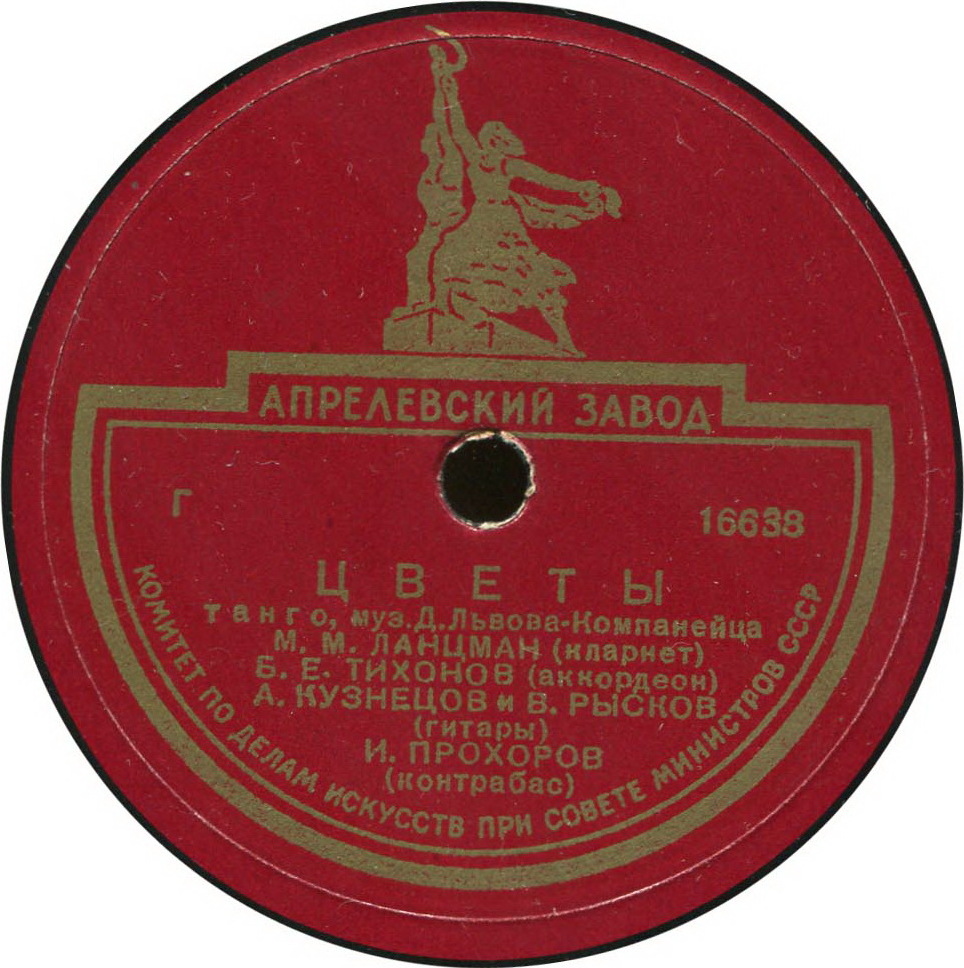 АПРЕЛЕВСКИЙ ЗАВОД
Г 16638
ЦВЕТЫ
танго, муз. Д. Львова-Компанейца
М. М. ЛАНЦМАН (кларнет)
Б. Е. ТИХОНОВ (аккордеон)
А. КУЗНЕЦОВ и В. РЫСКОВ
(гитары)
И. ПРОХОРОВ
(контрабас)
КОМИТЕТ ПО ДЕЛАМ ИСКУССТВ ПРИ СОВЕТЕ МИНИСТРОВ СССР